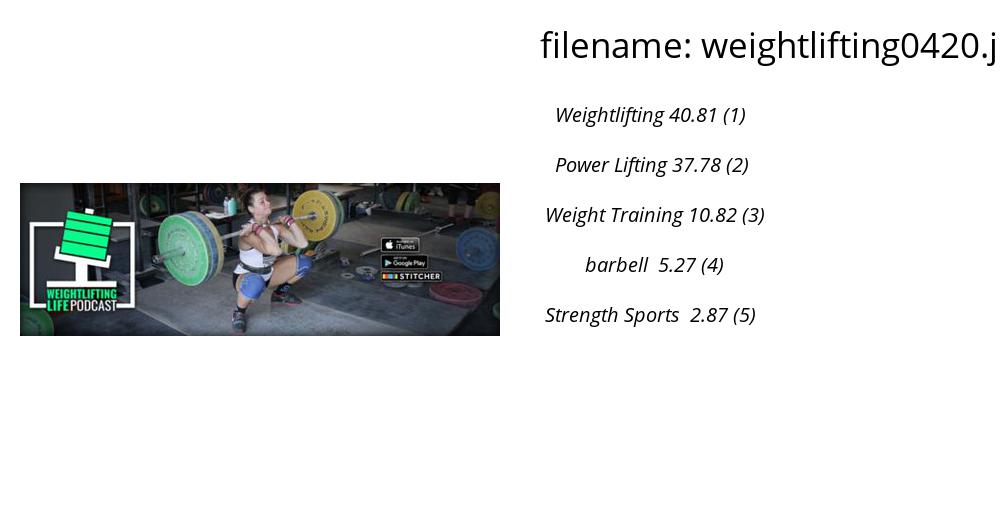 filename: weightlifting0420.j
Weightlifting 40.81 (1)
Power Lifting 37.78 (2)
Weight Training 10.82 (3)
barbell 5.27 (4)
Strength Sports 2.87 (5)
WEIGHTLIFTING
LIFE PODCAST
iTunes
Google Play
STITCHER